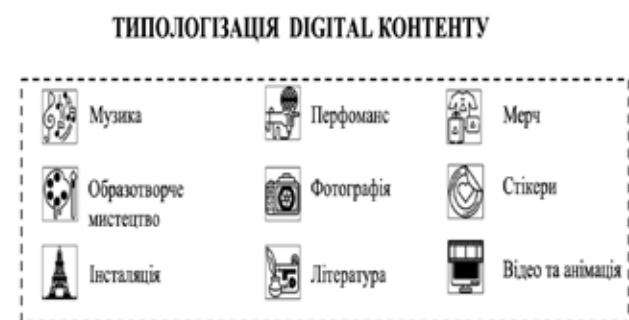 ТИПОЛОГІЗАЦІЯ DIGITAL КОНТЕНТУ
Музика
Перфоманс
Мерч
Образотворче
мистецтво
Фотографія
Стікери
Інсталяція
Література
Відео та анімація